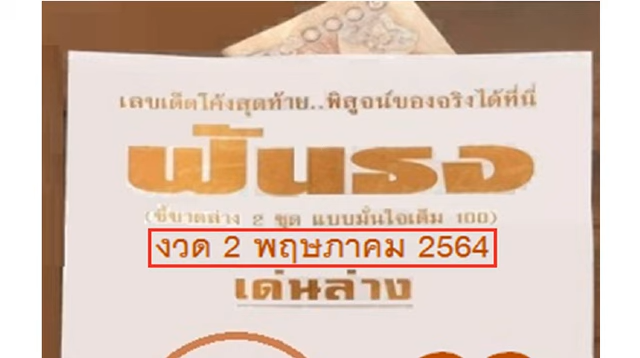 เลขเด็ดโค้งสุดท้าย..พิสูจน์ของจริงได้ที่นี่
ฟันธง
(ชี้ขาดล่าง 2 ชุด แบบมั่นใจเต็ม 100)
งวด 2 พฤษภาคม 2564
เด่นล่าง